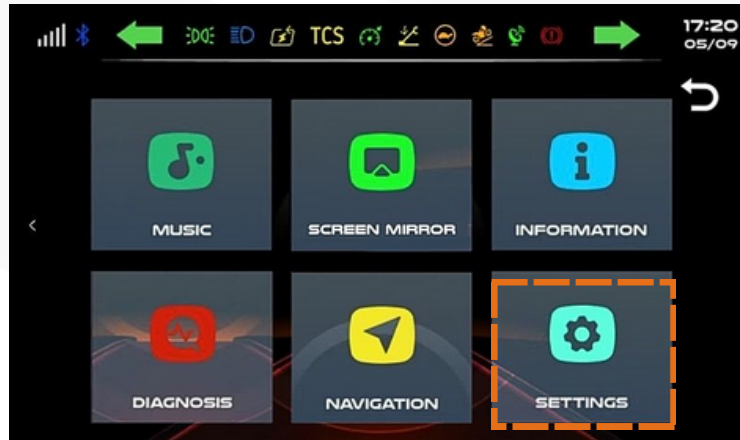 TCS
17:20
05/09
MUSIC
SCREEN MIRROR
INFORMATION
DIAGNOSIS
NAVIGATION
SETTINGS